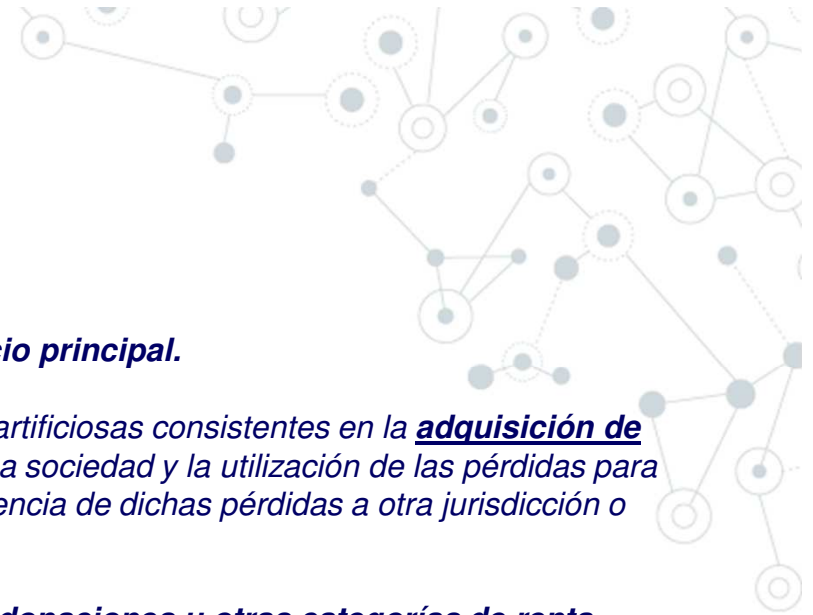 cio principal.
artificiosas consistentes en la adquisición de
a sociedad y la utilización de las pérdidas para
encia de dichas pérdidas a otra jurisdicción o